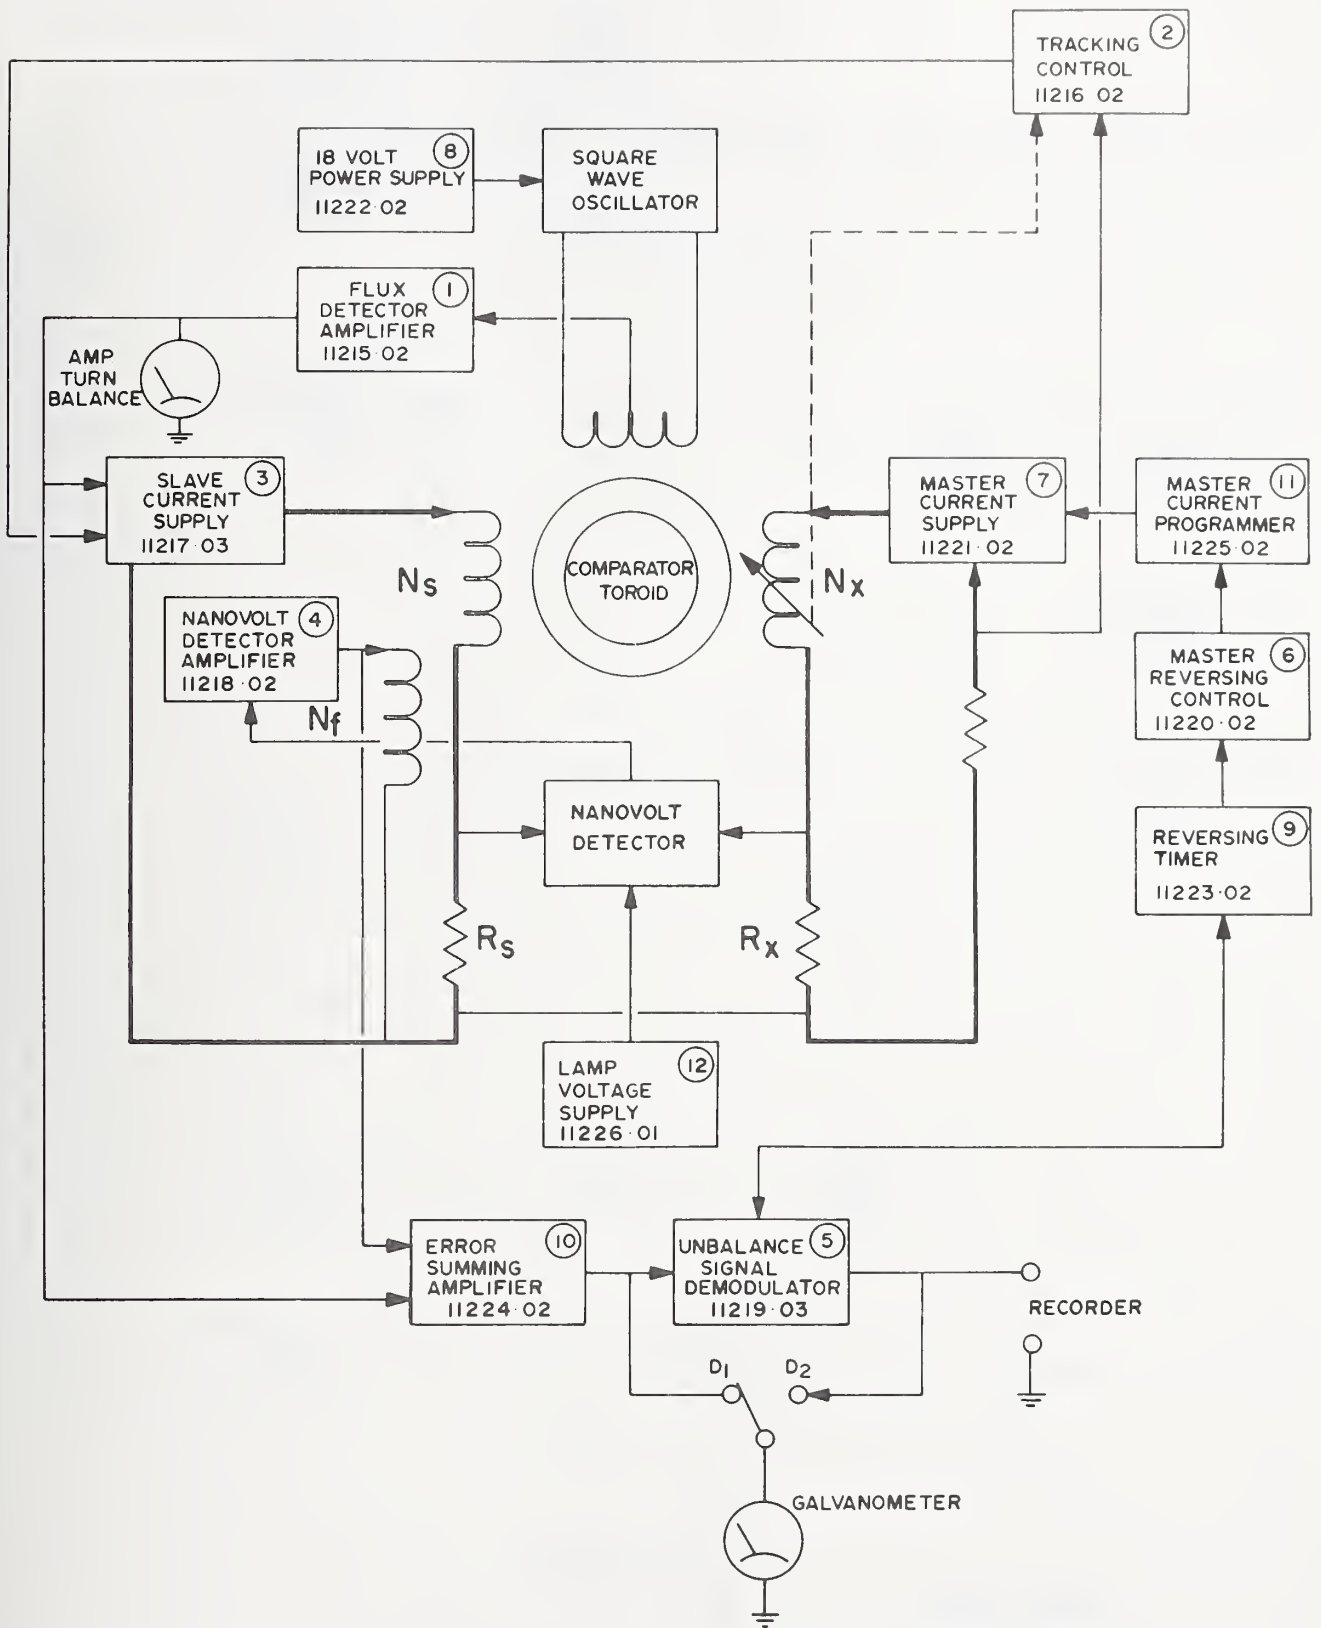 TRACKING
CONTROL
11216 02
2
18 VOLT
POWER SUPPLY
11222·02
8
SQUARE
WAVE
OSCILLATOR
FLUX
DETECTOR
AMPLIFIER
11215·02
1
AMP
TURN
BALANCE
SLAVE
CURRENT
SUPPLY
11217·03
3
Ns
COMPARATOR
TOROID
Nx
MASTER
CURRENT
SUPPLY
11221·02
7
MASTER
CURRENT
PROGRAMMER
11225·02
11
NANOVOLT
DETECTOR
AMPLIFIER
11218·02
4
Nf
MASTER
REVERSING
CONTROL
11220·02
6
NANOVOLT
DETECTOR
REVERSING
TIMER
11223·02
9
Rs
Rx
LAMP
VOLTAGE
SUPPLY
11226·01
12
ERROR
SUMMING
AMPLIFIER
11224·02
10
UNBALANCE
SIGNAL
DEMODULATOR
11219·03
5
RECORDER
D1
D2
GALVANOMETER